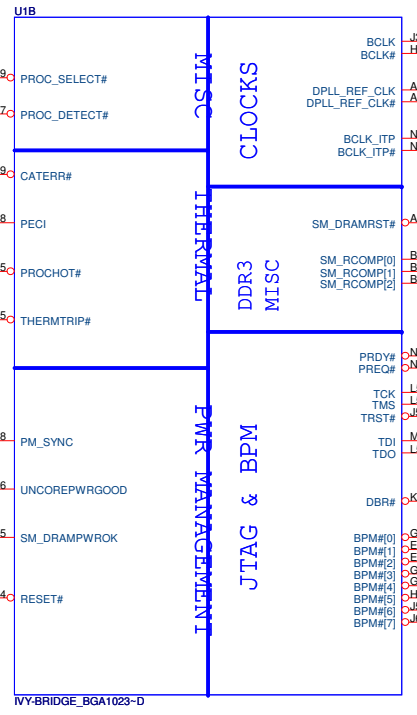 U1B
MISC
PROC_SELECT#
PROC_DETECT#
THERMAL
CATERR#
PECI
PROCHOT#
THERMTRIP#
PWR MANAGEMENT
PM_SYNC
UNCOREPWRGOOD
SM_DRAMPWROK
RESET#
CLOCKS
BCLK
BCLK#
DPLL_REF_CLK
DPLL_REF_CLK#
BCLK_ITP
BCLK_ITP#
DDR3
MISC
SM_DRAMRST#
SM_RCOMP[0]
SM_RCOMP[1]
SM_RCOMP[2]
JTAG & BPM
PRDY#
PREQ#
TCK
TMS
TRST#
TDI
TDO
DBR#
BPM#[0]
BPM#[1]
BPM#[2]
BPM#[3]
BPM#[4]
BPM#[5]
BPM#[6]
BPM#[7]
IVY-BRIDGE_BGA1023~D